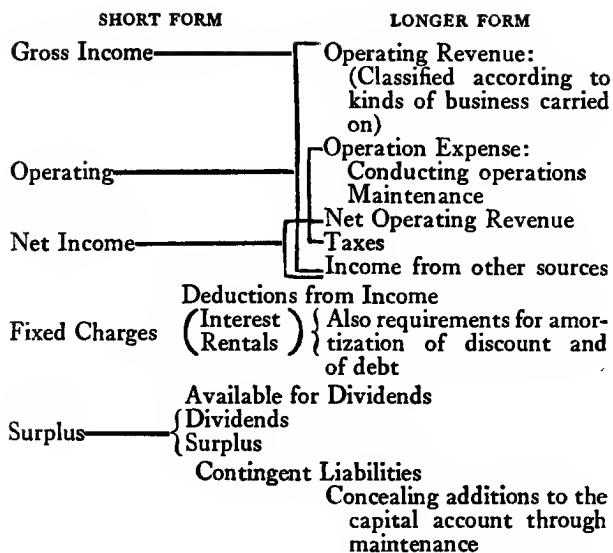 SHORT FORM LONGER FORM
Gross Income Operating Revenue:
(Classified according to
kinds of business carried
on)
Operation Expense:
Operating Conducting operations
Maintenance
Net Operating Revenue
Net Income Taxes
Income from other sources
Deductions from Income
Fixed Charges (Interest Rentals) { Also requirements for amor-
tization of discount and
of debt
Available for Dividends
Surplus { Dividends
Surplus
Contingent Liabilities
Concealing additions to the
capital account through
maintenance